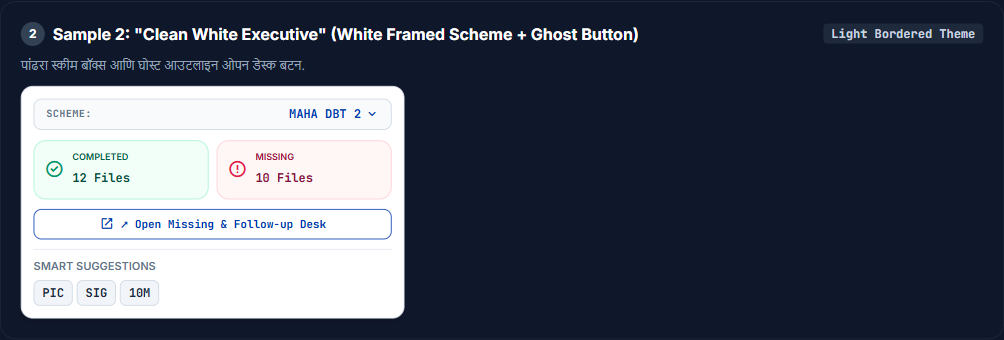 2 Sample 2: "Clean White Executive" (White Framed Scheme + Ghost Button) Light Bordered Theme
पांढरा स्कीम बॉक्स आणि घोस्ट आउटलाइन ओपन डेस्क बटन.
SCHEME: MAHA DBT 2
COMPLETED MISSING
12 Files 10 Files
↗ Open Missing & Follow-up Desk
SMART SUGGESTIONS
PIC SIG 10M